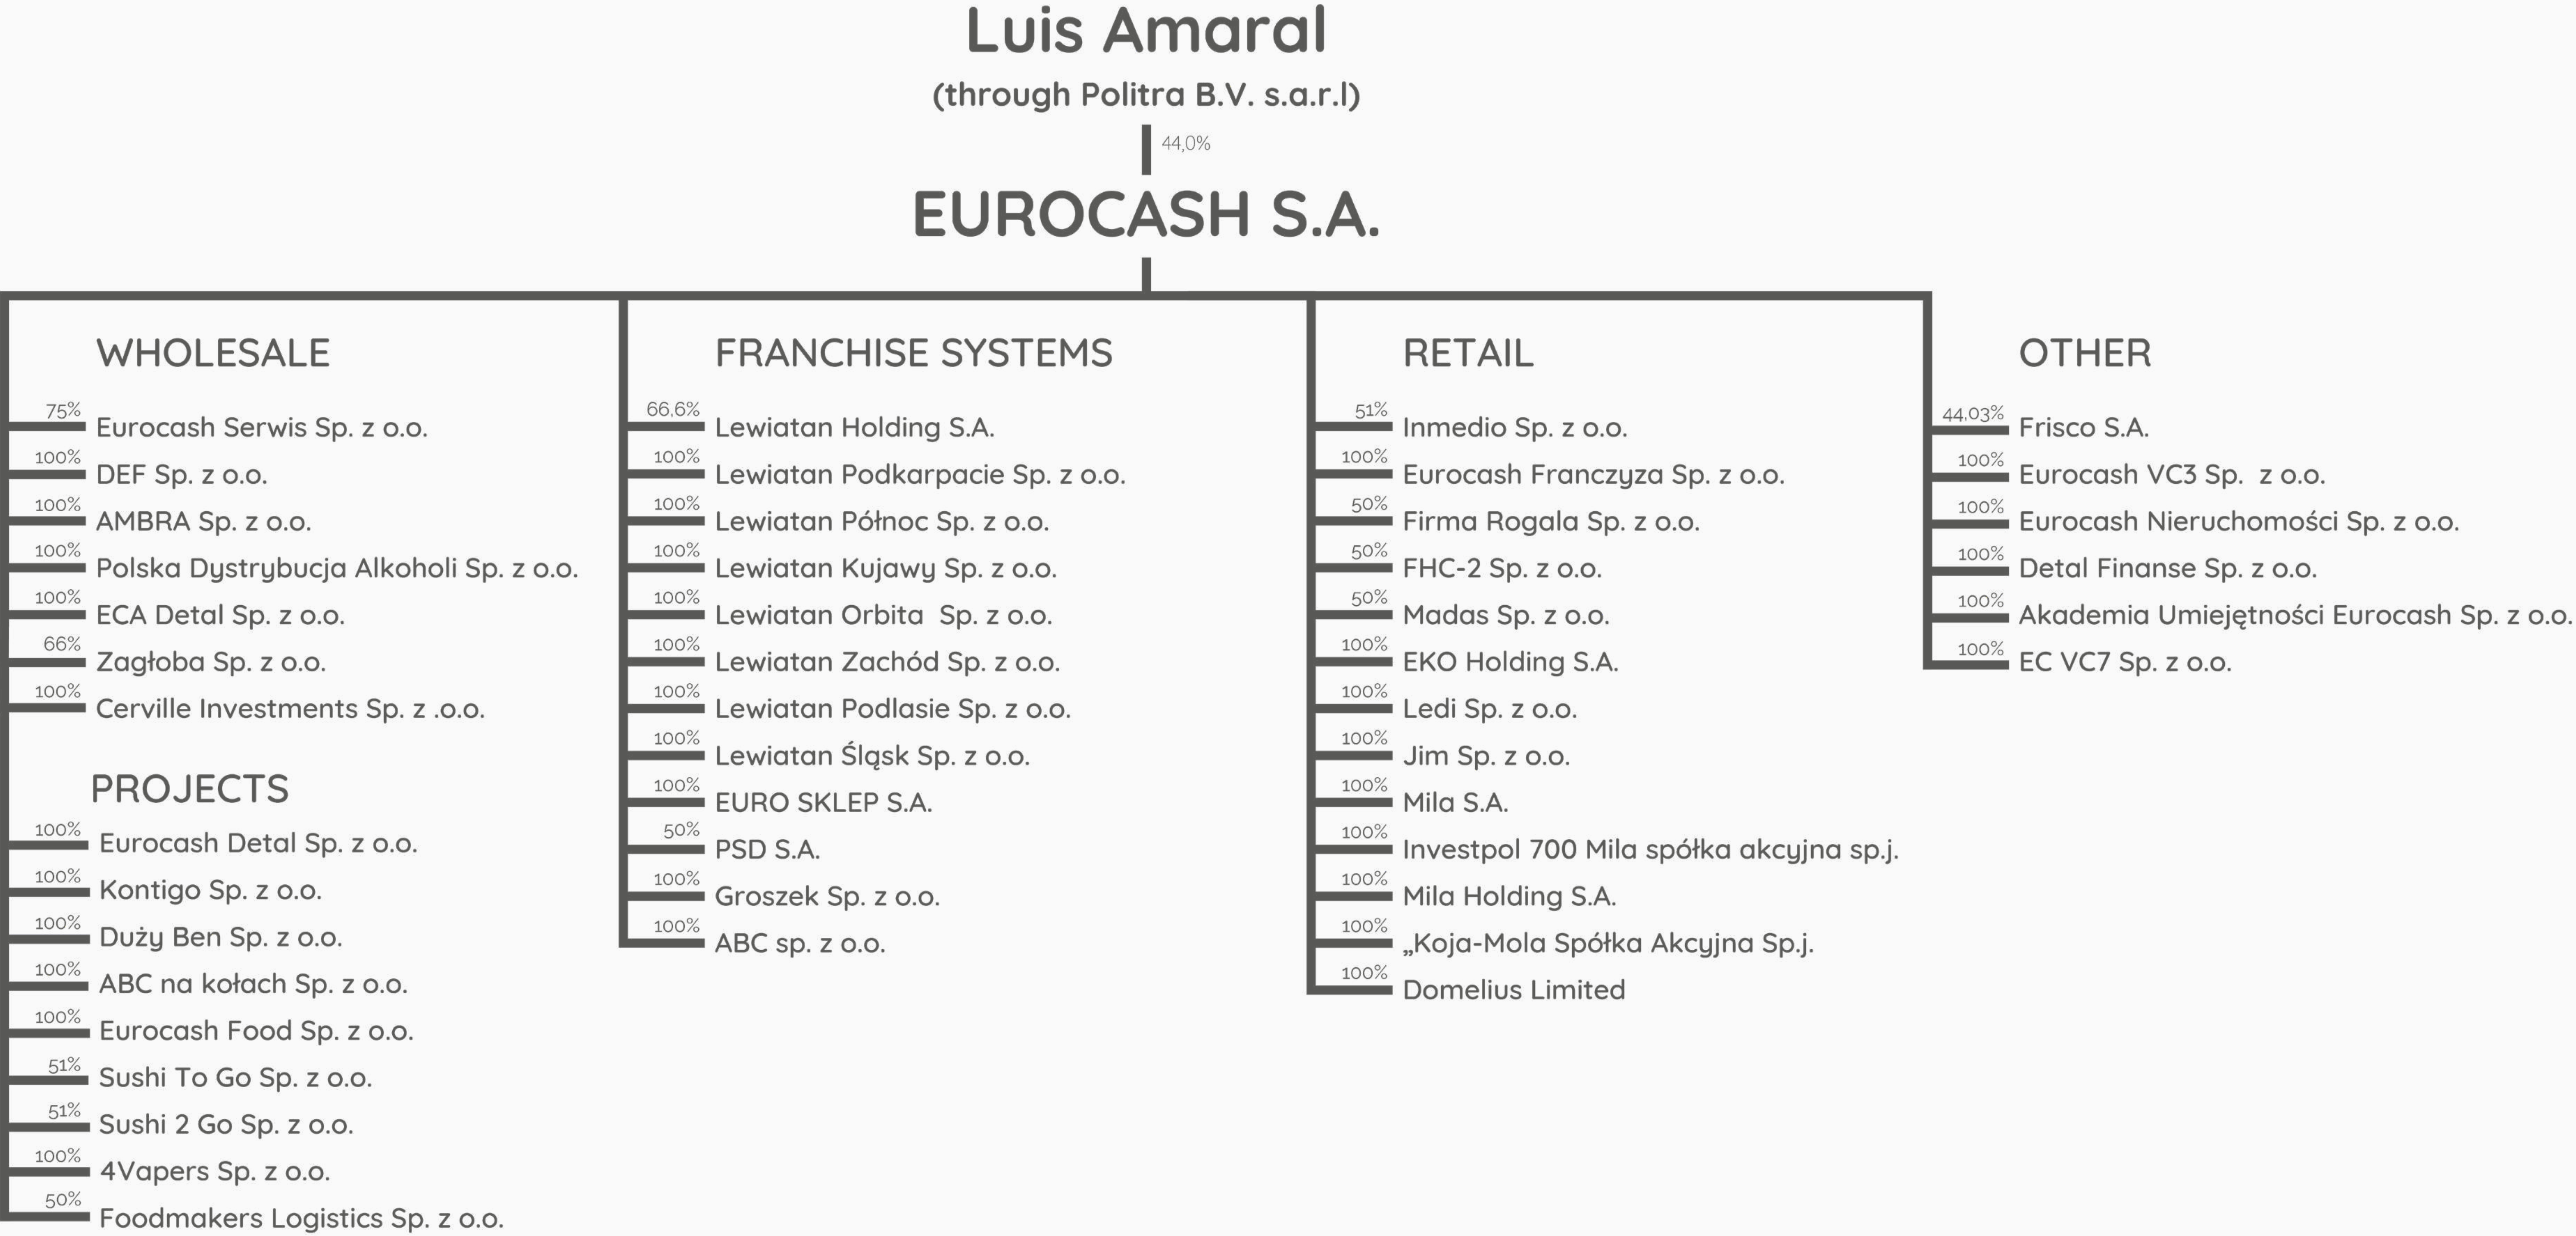 Luis Amaral
(through Politra B.V. s.a.r.l)
44,0%
EUROCASH S.A.
WHOLESALE
75% Eurocash Serwis Sp. z o.o.
100% DEF Sp. z o.o.
100% AMBRA Sp. z o.o.
100% Polska Dystrybucja Alkoholi Sp. z o.o.
100% ECA Detal Sp. z o.o.
66% Zagłoba Sp. z o.o.
100% Cerville Investments Sp. z .o.o.
PROJECTS
100% Eurocash Detal Sp. z o.o.
100% Kontigo Sp. z o.o.
100% Duży Ben Sp. z o.o.
100% ABC na kołach Sp. z o.o.
100% Eurocash Food Sp. z o.o.
51% Sushi To Go Sp. z o.o.
51% Sushi 2 Go Sp. z o.o.
100% 4Vapers Sp. z o.o.
50% Foodmakers Logistics Sp. z o.o.
FRANCHISE SYSTEMS
66,6% Lewiatan Holding S.A.
100% Lewiatan Podkarpacie Sp. z o.o.
100% Lewiatan Północ Sp. z o.o.
100% Lewiatan Kujawy Sp. z o.o.
100% Lewiatan Orbita  Sp. z o.o.
100% Lewiatan Zachód Sp. z o.o.
100% Lewiatan Podlasie Sp. z o.o.
100% Lewiatan Śląsk Sp. z o.o.
100% EURO SKLEP S.A.
50% PSD S.A.
100% Groszek Sp. z o.o.
100% ABC sp. z o.o.
RETAIL
51% Inmedio Sp. z o.o.
100% Eurocash Franczyza Sp. z o.o.
50% Firma Rogala Sp. z o.o.
50% FHC-2 Sp. z o.o.
50% Madas Sp. z o.o.
100% EKO Holding S.A.
100% Ledi Sp. z o.o.
100% Jim Sp. z o.o.
100% Mila S.A.
100% Investpol 700 Mila spółka akcyjna sp.j.
100% Mila Holding S.A.
100% „Koja-Mola Spółka Akcyjna Sp.j.
100% Domelius Limited
OTHER
44,03% Frisco S.A.
100% Eurocash VC3 Sp.  z o.o.
100% Eurocash Nieruchomości Sp. z o.o.
100% Detal Finanse Sp. z o.o.
100% Akademia Umiejętności Eurocash Sp. z o.o.
100% EC VC7 Sp. z o.o.